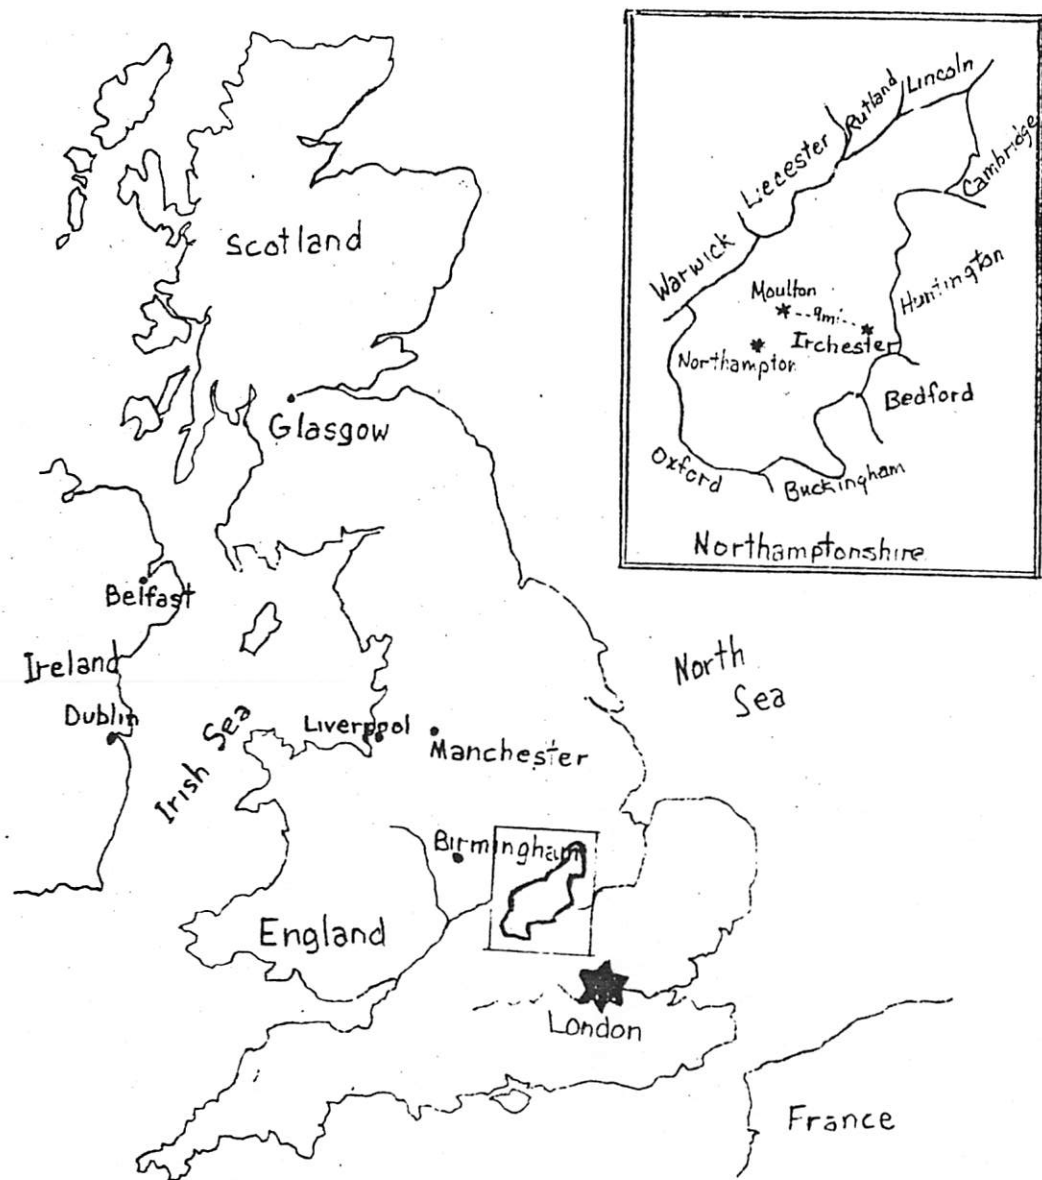 Scotland
Glasgow
Belfast
Ireland
Dublin
Irish Sea
Liverpool
Manchester
North
Sea
Birmingham
England
London
France
Lincoln
Rutland
Liecester
Cambridge
Warwick
Huntington
Moulton
9mi
Irchester
Northampton
Bedford
Oxford
Buckingham
Northamptonshire